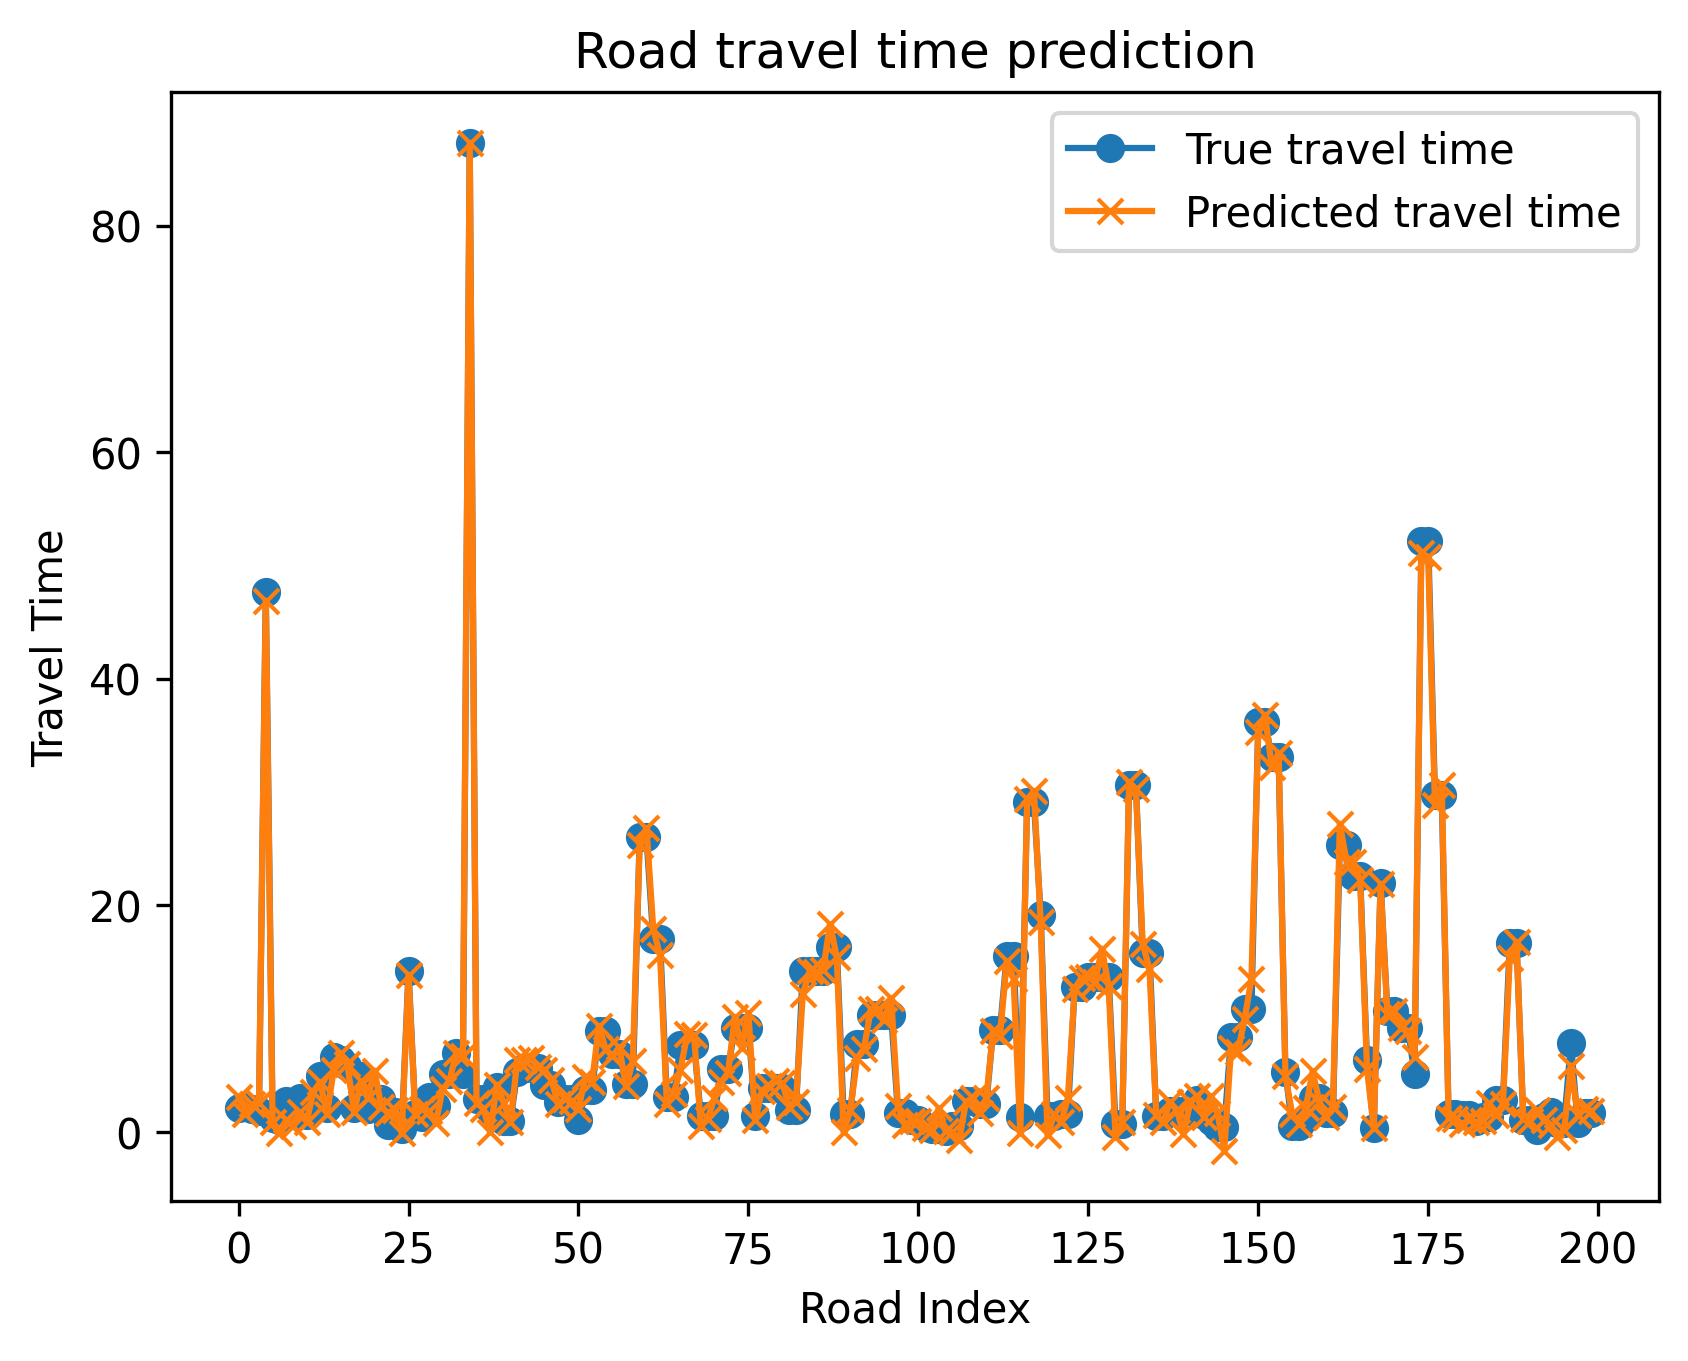 Road travel time prediction
True travel time
Predicted travel time
80
60
40
20
0
Travel Time
0 25 50 75 100 125 150 175 200
Road Index